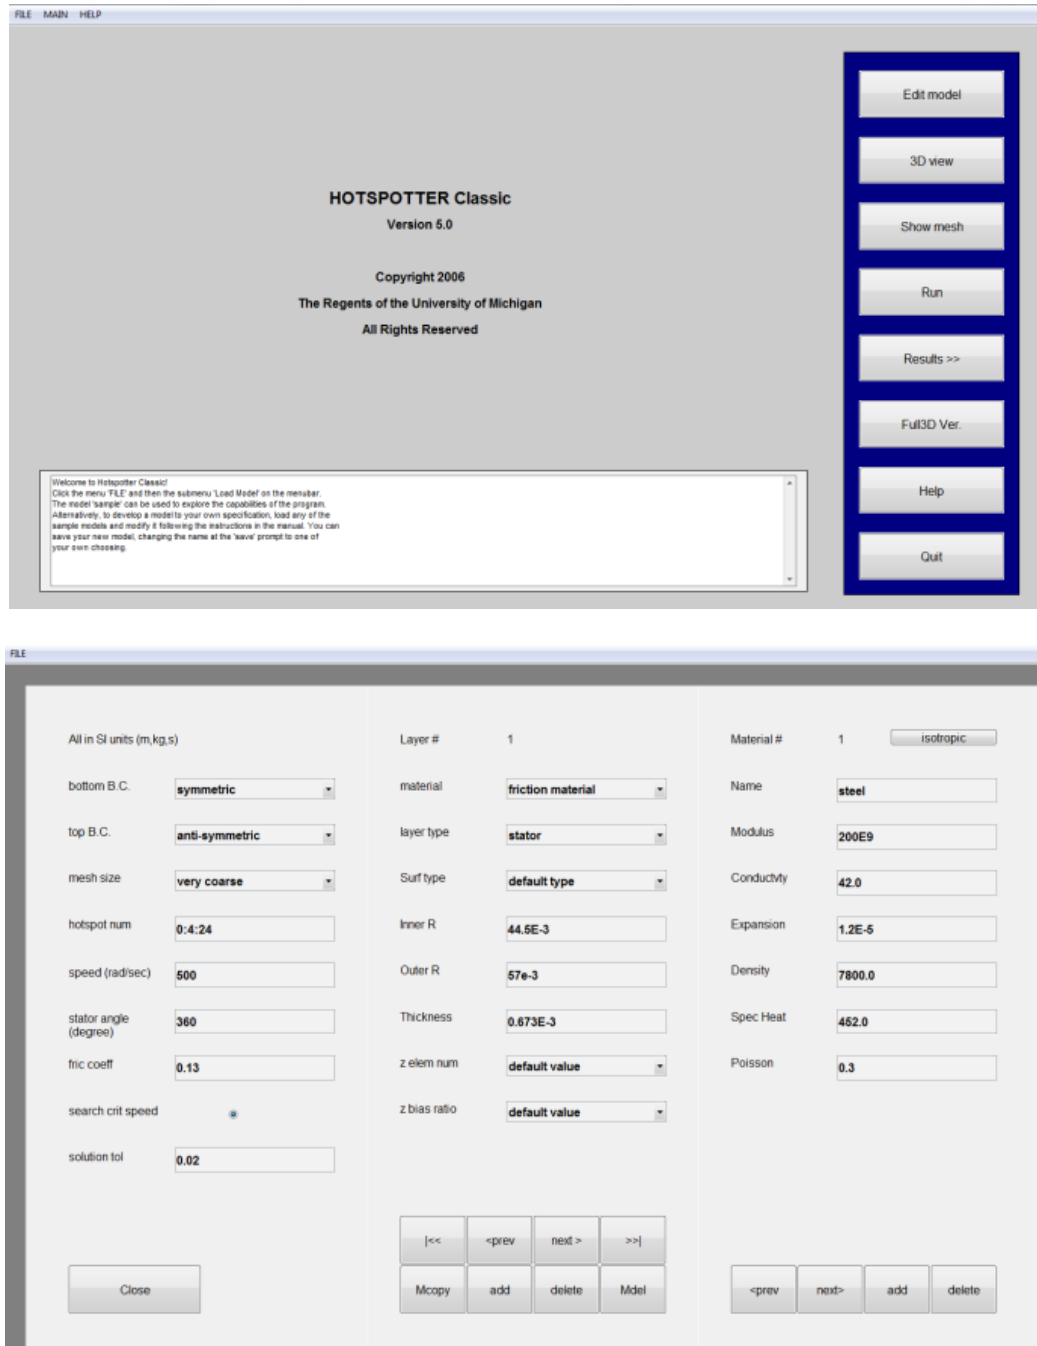 FILE MAIN HELP
HOTSPOTTER Classic
Version 5.0
Copyright 2006
The Regents of the University of Michigan
All Rights Reserved
Edit model
3D view
Show mesh
Run
Results >>
Full3D Ver.
Help
Quit
Welcome to Hotspotter Classic!
Click the menu 'FILE' and then the submenu 'Load Model' on the menubar.
The model 'sample' can be used to explore the capabilities of the program.
Alternatively, to develop a model to your own specification, load any of the
sample models and modify it following the instructions in the manual. You can
save your new model, changing the name at the 'save' prompt to one of
your own choosing.
FILE
All in SI units (m,kg,s)
bottom B.C. symmetric
top B.C. anti-symmetric
mesh size very coarse
hotspot num 0:4:24
speed (rad/sec) 500
stator angle
(degree) 360
fric coeff 0.13
search crit speed
solution tol 0.02
Close
Layer # 1
material friction material
layer type stator
Surf type default type
Inner R 44.5E-3
Outer R 57e-3
Thickness 0.673E-3
z elem num default value
z bias ratio default value
|<< <prev next > >>|
Mcopy add delete Mdel
Material # 1 isotropic
Name steel
Modulus 200E9
Conductvty 42.0
Expansion 1.2E-5
Density 7800.0
Spec Heat 452.0
Poisson 0.3
<prev next> add delete